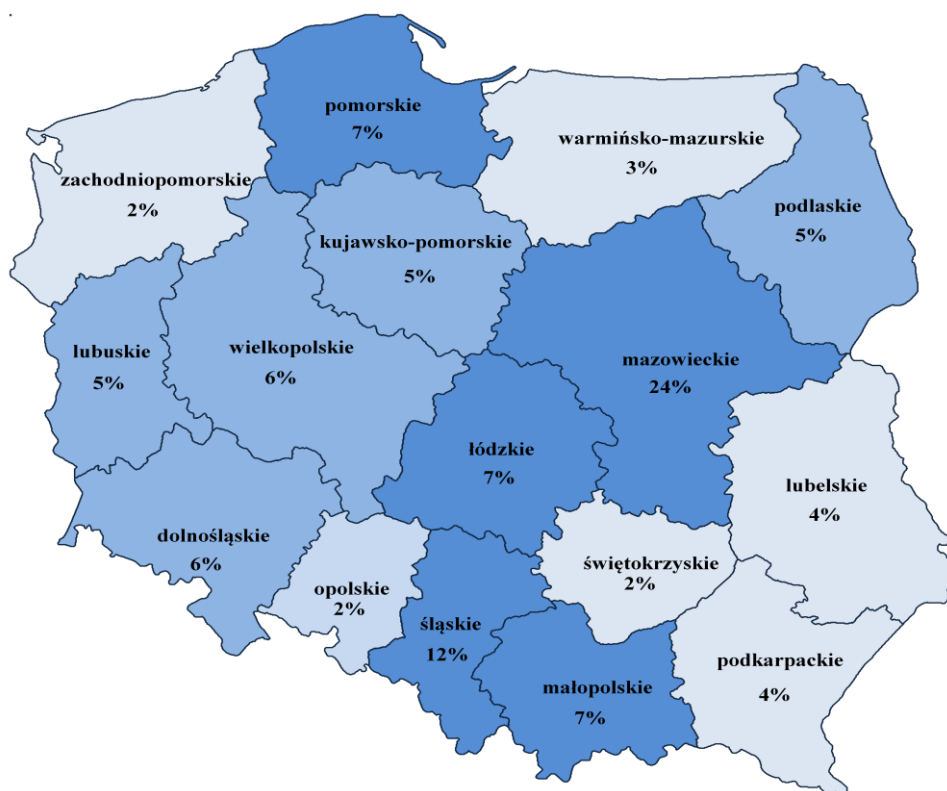 pomorskie
7%
warmińsko-mazurskie
3%
zachodniopomorskie
2%
podlaskie
5%
kujawsko-pomorskie
5%
lubuskie
5%
wielkopolskie
6%
mazowieckie
24%
łódzkie
7%
lubelskie
4%
dolnośląskie
6%
opolskie
2%
świętokrzyskie
2%
śląskie
12%
podkarpackie
4%
małopolskie
7%